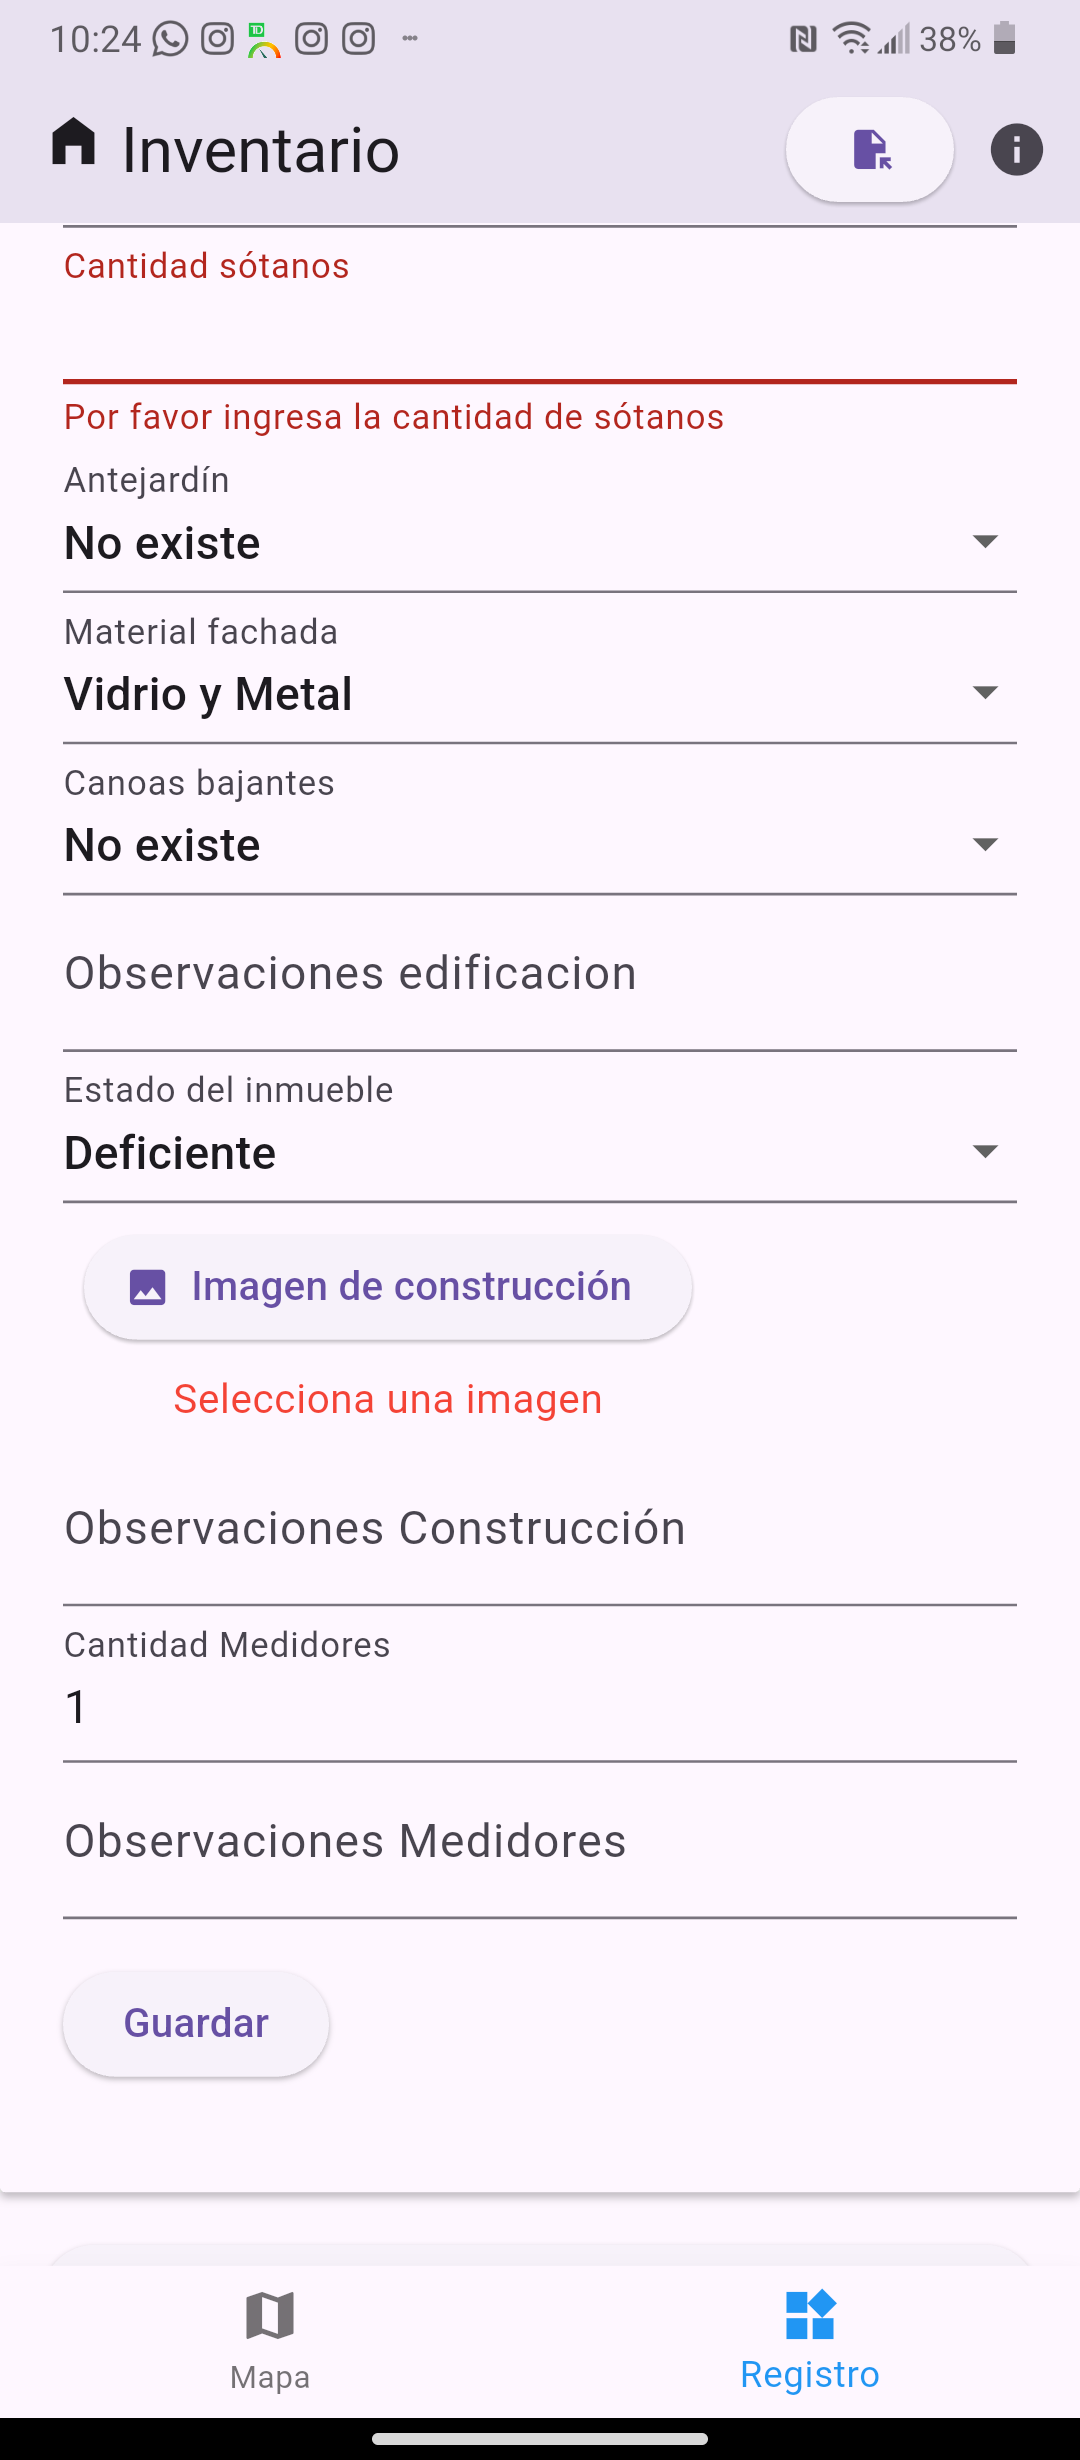 10:24
TD
38%
Inventario
Cantidad sótanos
Por favor ingresa la cantidad de sótanos
Antejardín
No existe
Material fachada
Vidrio y Metal
Canoas bajantes
No existe
Observaciones edificacion
Estado del inmueble
Deficiente
Imagen de construcción
Selecciona una imagen
Observaciones Construcción
Cantidad Medidores
1
Observaciones Medidores
Guardar
Mapa
Registro